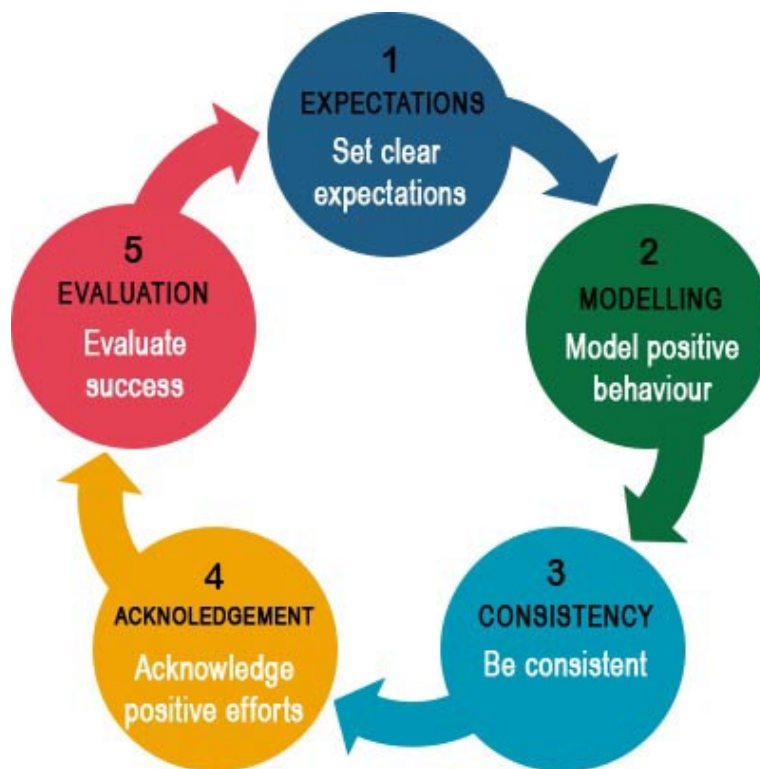 1
EXPECTATIONS
Set clear
expectations
2
MODELLING
Model positive
behaviour
3
CONSISTENCY
Be consistent
4
ACKNOLEDGEMENT
Acknowledge
positive efforts
5
EVALUATION
Evaluate
success